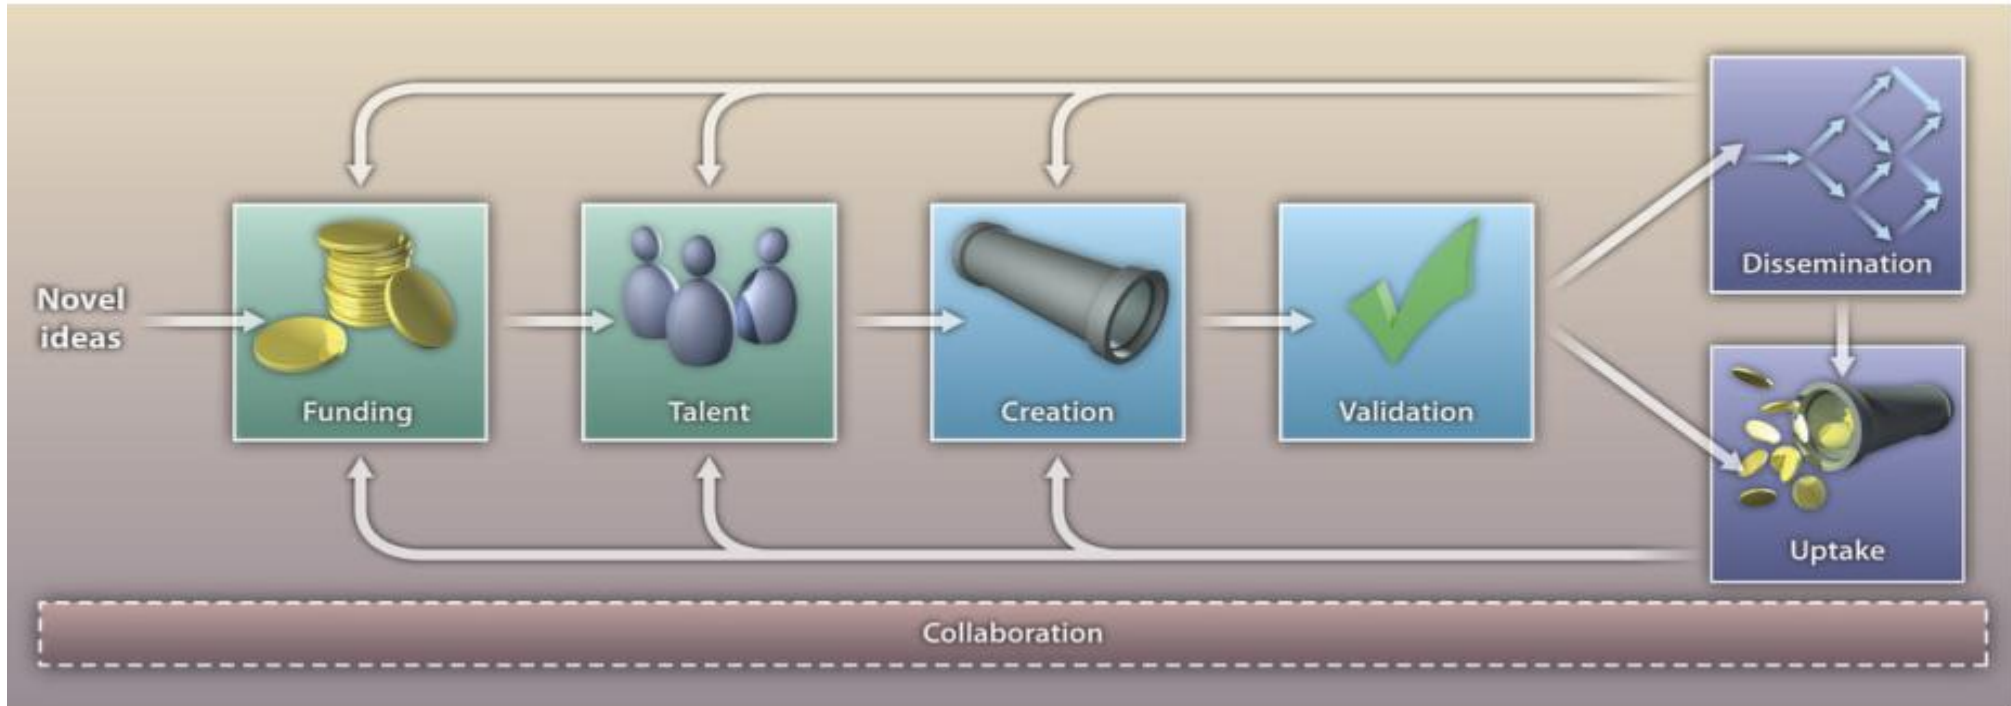 Novel
ideas
Funding
Talent
Creation
Validation
Dissemination
Uptake
Collaboration